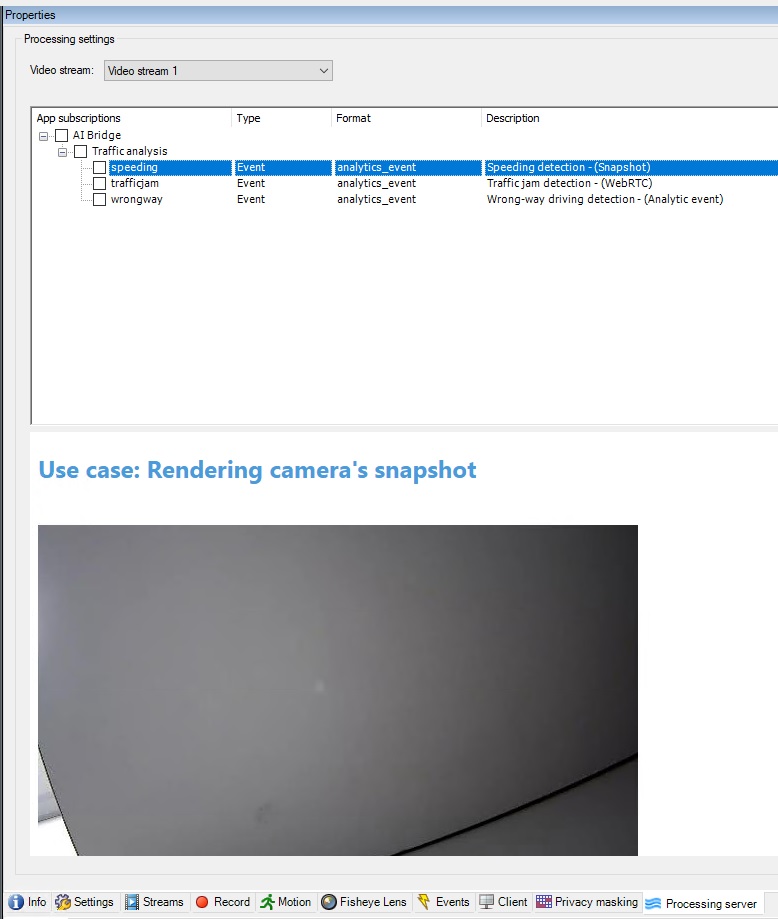 Properties
Processing settings
Video stream: Video stream 1
App subscriptions Type Format Description
AI Bridge
Traffic analysis
speeding Event analytics_event Speeding detection - (Snapshot)
trafficjam Event analytics_event Traffic jam detection - (WebRTC)
wrongway Event analytics_event Wrong-way driving detection - (Analytic event)
Use case: Rendering camera's snapshot
Info Settings Streams Record Motion Fisheye Lens Events Client Privacy masking Processing server